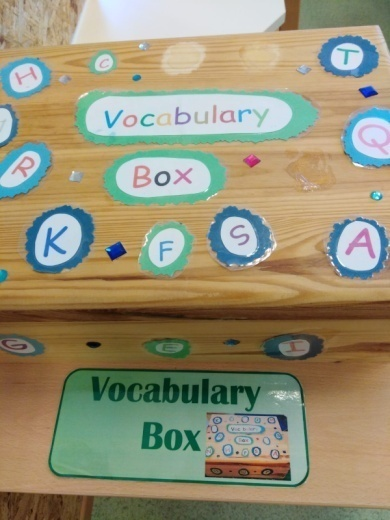 H C T
Vocabulary
Q
R Box
K F S A
G E I
Vocabulary
Box